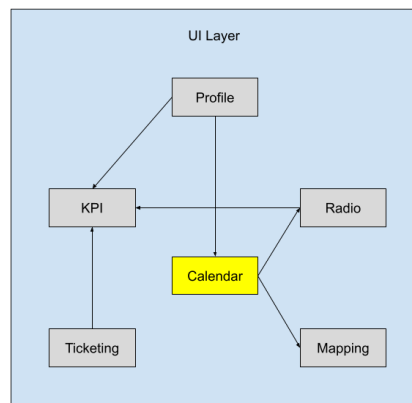 UI Layer
Profile
KPI
Radio
Calendar
Ticketing
Mapping